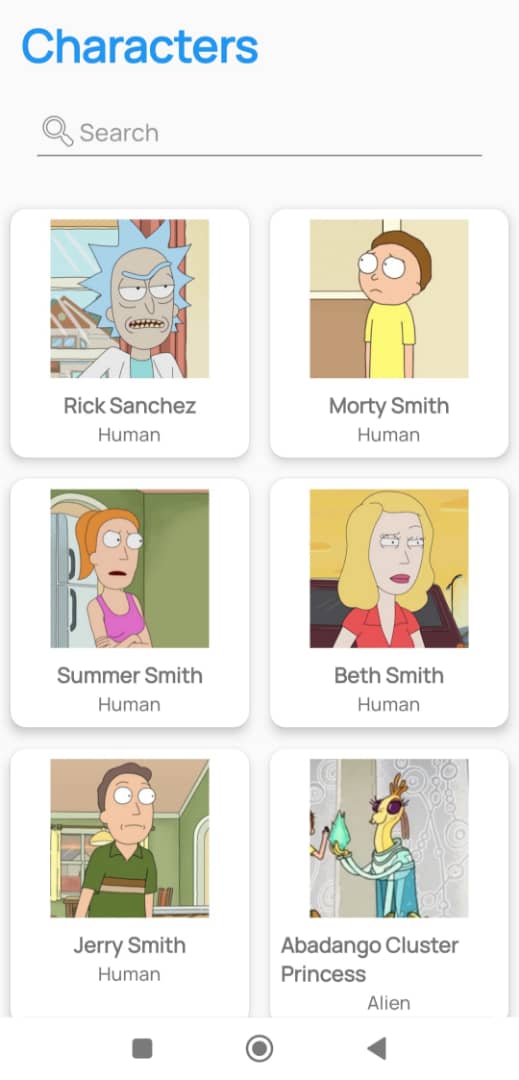 Characters
Search
Rick Sanchez
Human
Morty Smith
Human
Summer Smith
Human
Beth Smith
Human
Jerry Smith
Human
Abadango Cluster
Princess
Alien